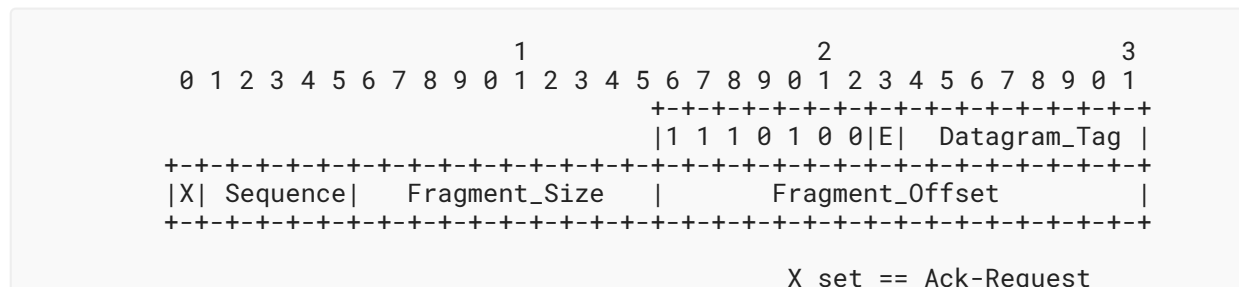 1                   2                   3
 0 1 2 3 4 5 6 7 8 9 0 1 2 3 4 5 6 7 8 9 0 1 2 3 4 5 6 7 8 9 0 1
                                 +-+-+-+-+-+-+-+-+-+-+-+-+-+-+-+
                                |1 1 1 0 1 0 0|E|  Datagram_Tag |
+-+-+-+-+-+-+-+-+-+-+-+-+-+-+-+-+-+-+-+-+-+-+-+-+-+-+-+-+-+-+-+-+
|X| Sequence|   Fragment_Size   |       Fragment_Offset         |
+-+-+-+-+-+-+-+-+-+-+-+-+-+-+-+-+-+-+-+-+-+-+-+-+-+-+-+-+-+-+-+-+
                                         X set == Ack-Request